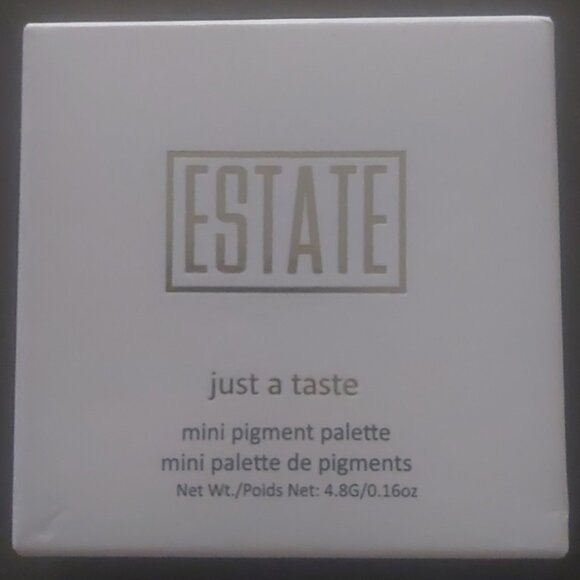 ESTATE
just a taste
mini pigment palette
mini palette de pigments
Net Wt./Poids Net: 4.8G/0.16oz